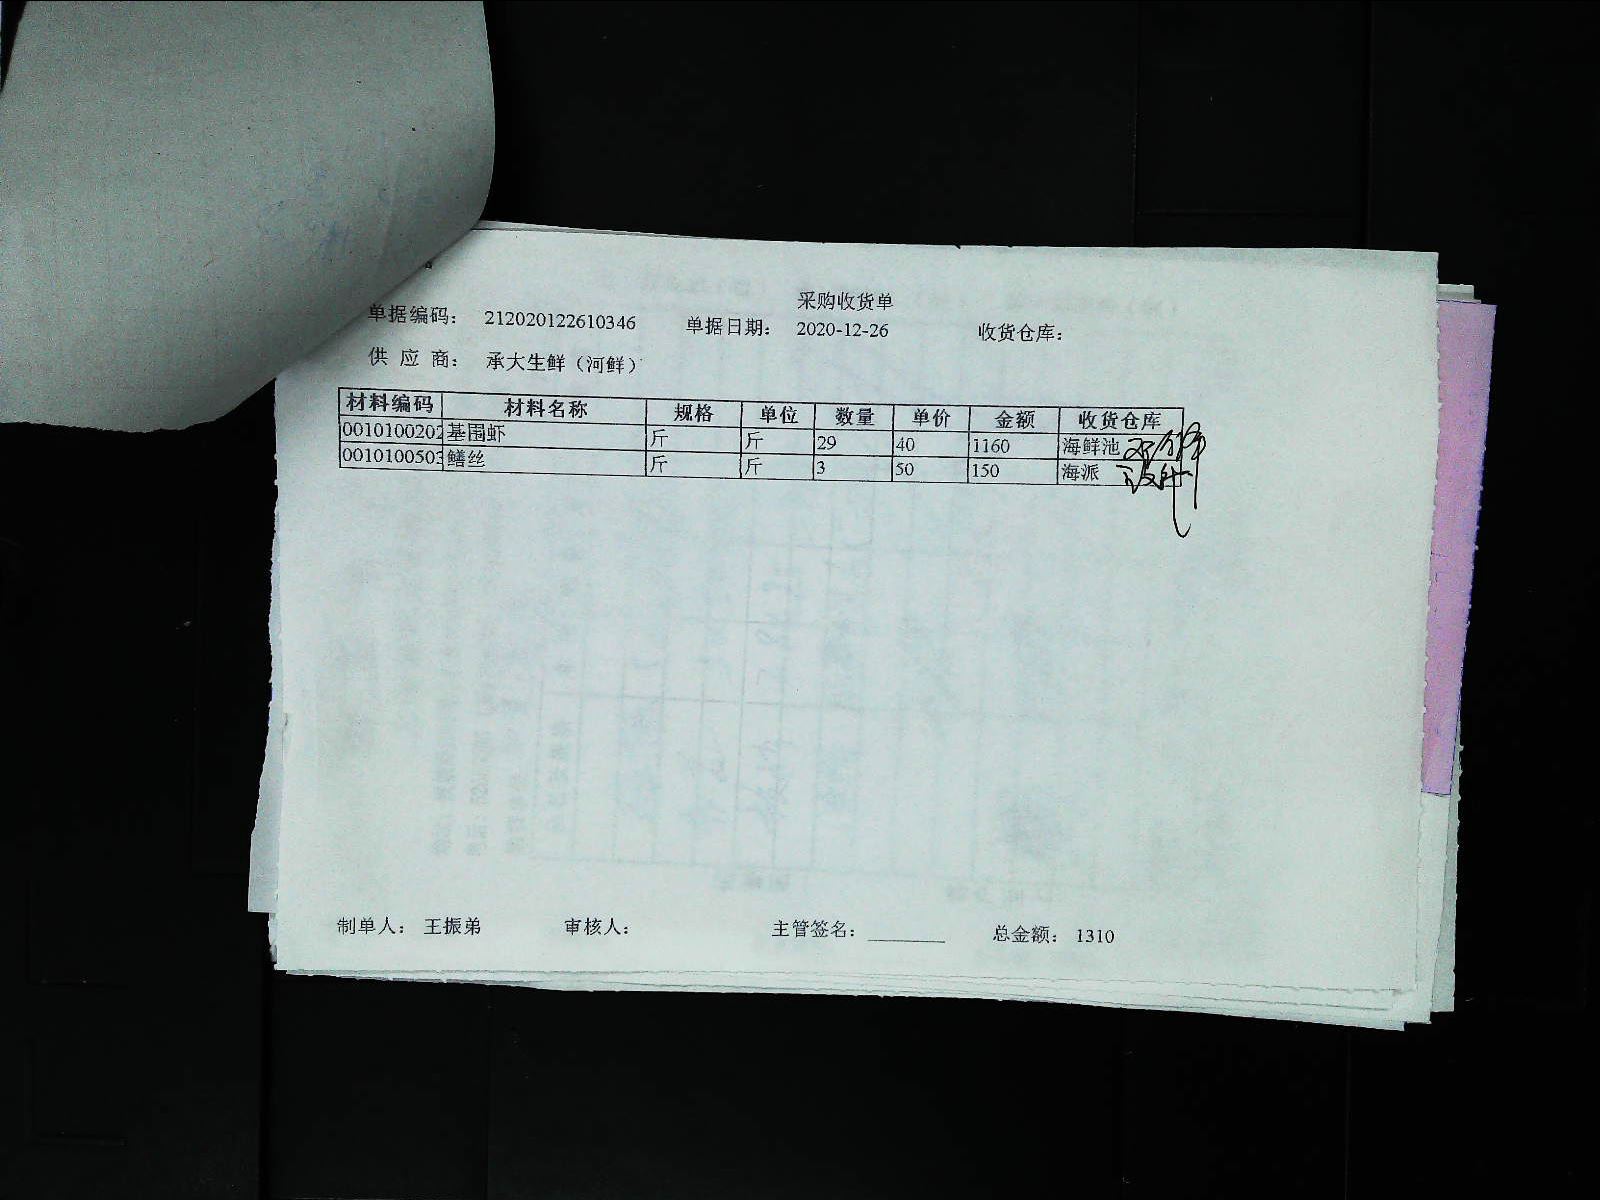 采购收货单
单据编码： 212020122610346 单据日期： 2020-12-26 收货仓库：
供 应 商： 承大生鲜（河鲜）
材料编码 材料名称 规格 单位 数量 单价 金额 收货仓库
0010100202 基围虾 斤 斤 29 40 1160 海鲜池
0010100503 鳝丝 斤 斤 3 50 150 海派
制单人： 王振弟 审核人： 主管签名： ________ 总金额： 1310